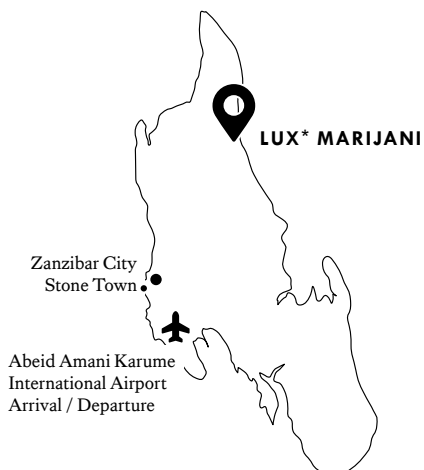 LUX* MARIJANI
Zanzibar City
Stone Town
Abeid Amani Karume
International Airport
Arrival / Departure